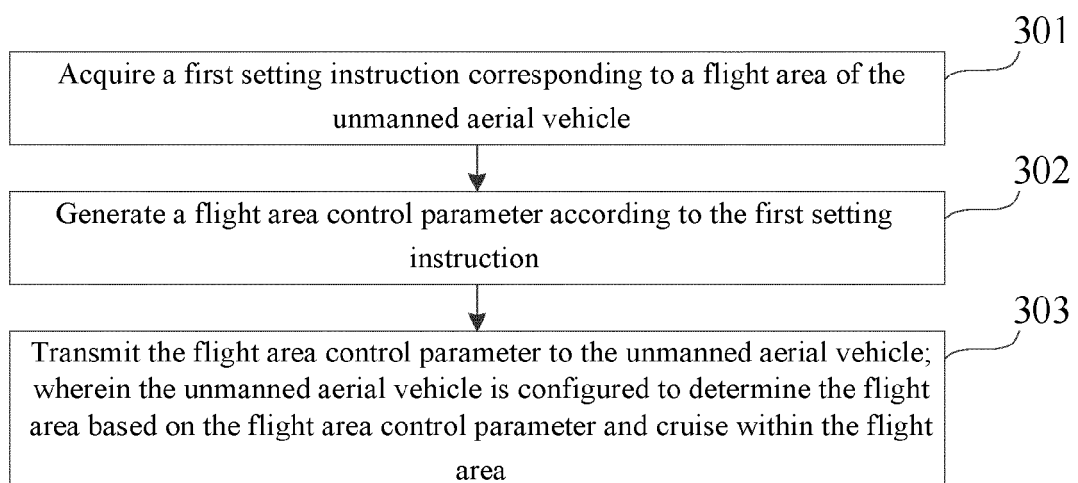 301
Acquire a first setting instruction corresponding to a flight area of the
unmanned aerial vehicle
302
Generate a flight area control parameter according to the first setting
instruction
303
Transmit the flight area control parameter to the unmanned aerial vehicle;
wherein the unmanned aerial vehicle is configured to determine the flight
area based on the flight area control parameter and cruise within the flight
area